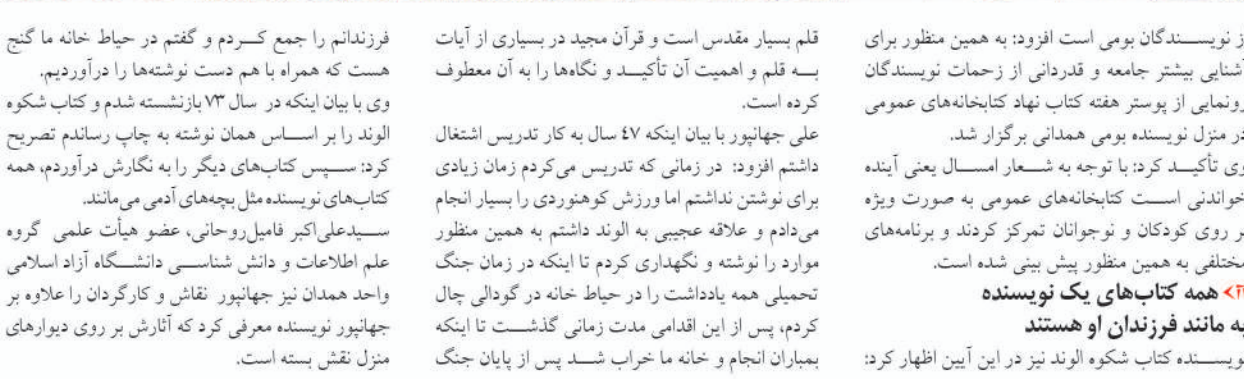 از نویسندگان بومی است افزود: به همین منظور برای
آشنایی بیشتر جامعه و قدردانی از زحمات نویسندگان
رونمایی از پوستر هفته کتاب نهاد کتابخانه‌های عمومی
در منزل نویسنده بومی همدانی برگزار شد.
وی تأکید کرد: با توجه به شعار امسال یعنی آینده
خواندنی است کتابخانه‌های عمومی به صورت ویژه
بر روی کودکان و نوجوانان تمرکز کردند و برنامه‌های
مختلفی به همین منظور پیش بینی شده است.
همه کتاب‌های یک نویسنده
به مانند فرزندان او هستند
نویسنده کتاب شکوه الوند نیز در این آیین اظهار کرد:
قلم بسیار مقدس است و قرآن مجید در بسیاری از آیات
به قلم و اهمیت آن تأکید و نگاه‌ها را به آن معطوف
کرده است.
علی جهانپور با بیان اینکه ٤٧ سال به کار تدریس اشتغال
داشتم افزود: در زمانی که تدریس می‌کردم زمان زیادی
برای نوشتن نداشتم اما ورزش کوهنوردی را بسیار انجام
می‌دادم و علاقه عجیبی به الوند داشتم به همین منظور
موارد را نوشته و نگهداری کردم تا اینکه در زمان جنگ
تحمیلی همه یادداشت را در حیاط خانه در گودالی چال
کردم، پس از این اقدامی مدت زمانی گذشت تا اینکه
بمباران انجام و خانه ما خراب شد پس از پایان جنگ
فرزندانم را جمع کردم و گفتم در حیاط خانه ما گنج
هست که همراه با هم دست نوشته‌ها را درآوردیم.
وی با بیان اینکه در سال ۷۳ بازنشسته شدم و کتاب شکوه
الوند را بر اساس همان نوشته به چاپ رساندم تصریح
کرد: سپس کتاب‌های دیگر را به نگارش درآوردم، همه
کتاب‌های نویسنده مثل بچه‌های آدمی می‌مانند.
سیدعلی‌اکبر فامیل‌روحانی، عضو هیأت علمی گروه
علم اطلاعات و دانش شناسی دانشگاه آزاد اسلامی
واحد همدان نیز جهانپور نقاش و کارگردان را علاوه بر
جهانپور نویسنده معرفی کرد که آثارش بر روی دیوارهای
منزل نقش بسته است.